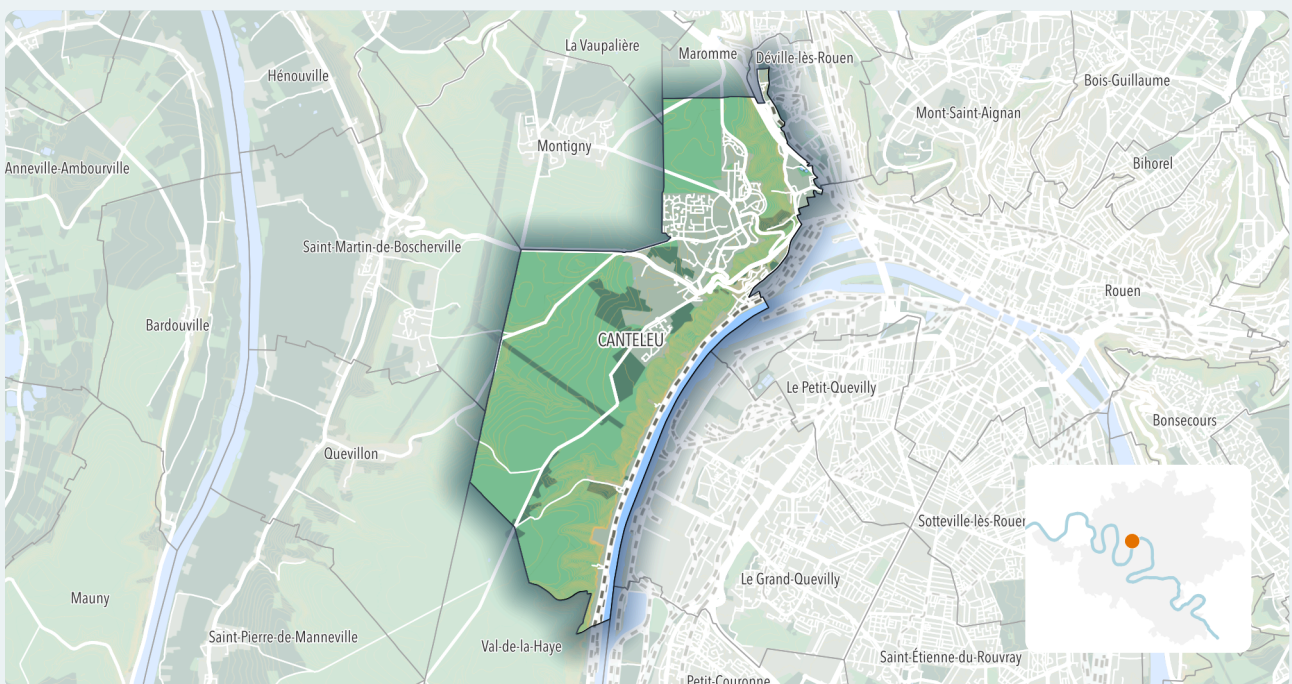 La Vaupalière
Maromme
Déville-lès-Rouen
Hénouville
Bois-Guillaume
Mont-Saint-Aignan
Montigny
Bihorel
Anneville-Ambourville
Saint-Martin-de-Boscherville
Rouen
Bardouville
CANTELEU
Le Petit-Quevilly
Bonsecours
Quevillon
Sotteville-lès-Rouen
Le Grand-Quevilly
Mauny
Saint-Pierre-de-Manneville
Val-de-la-Haye
Saint-Étienne-du-Rouvray
Petit-Couronne